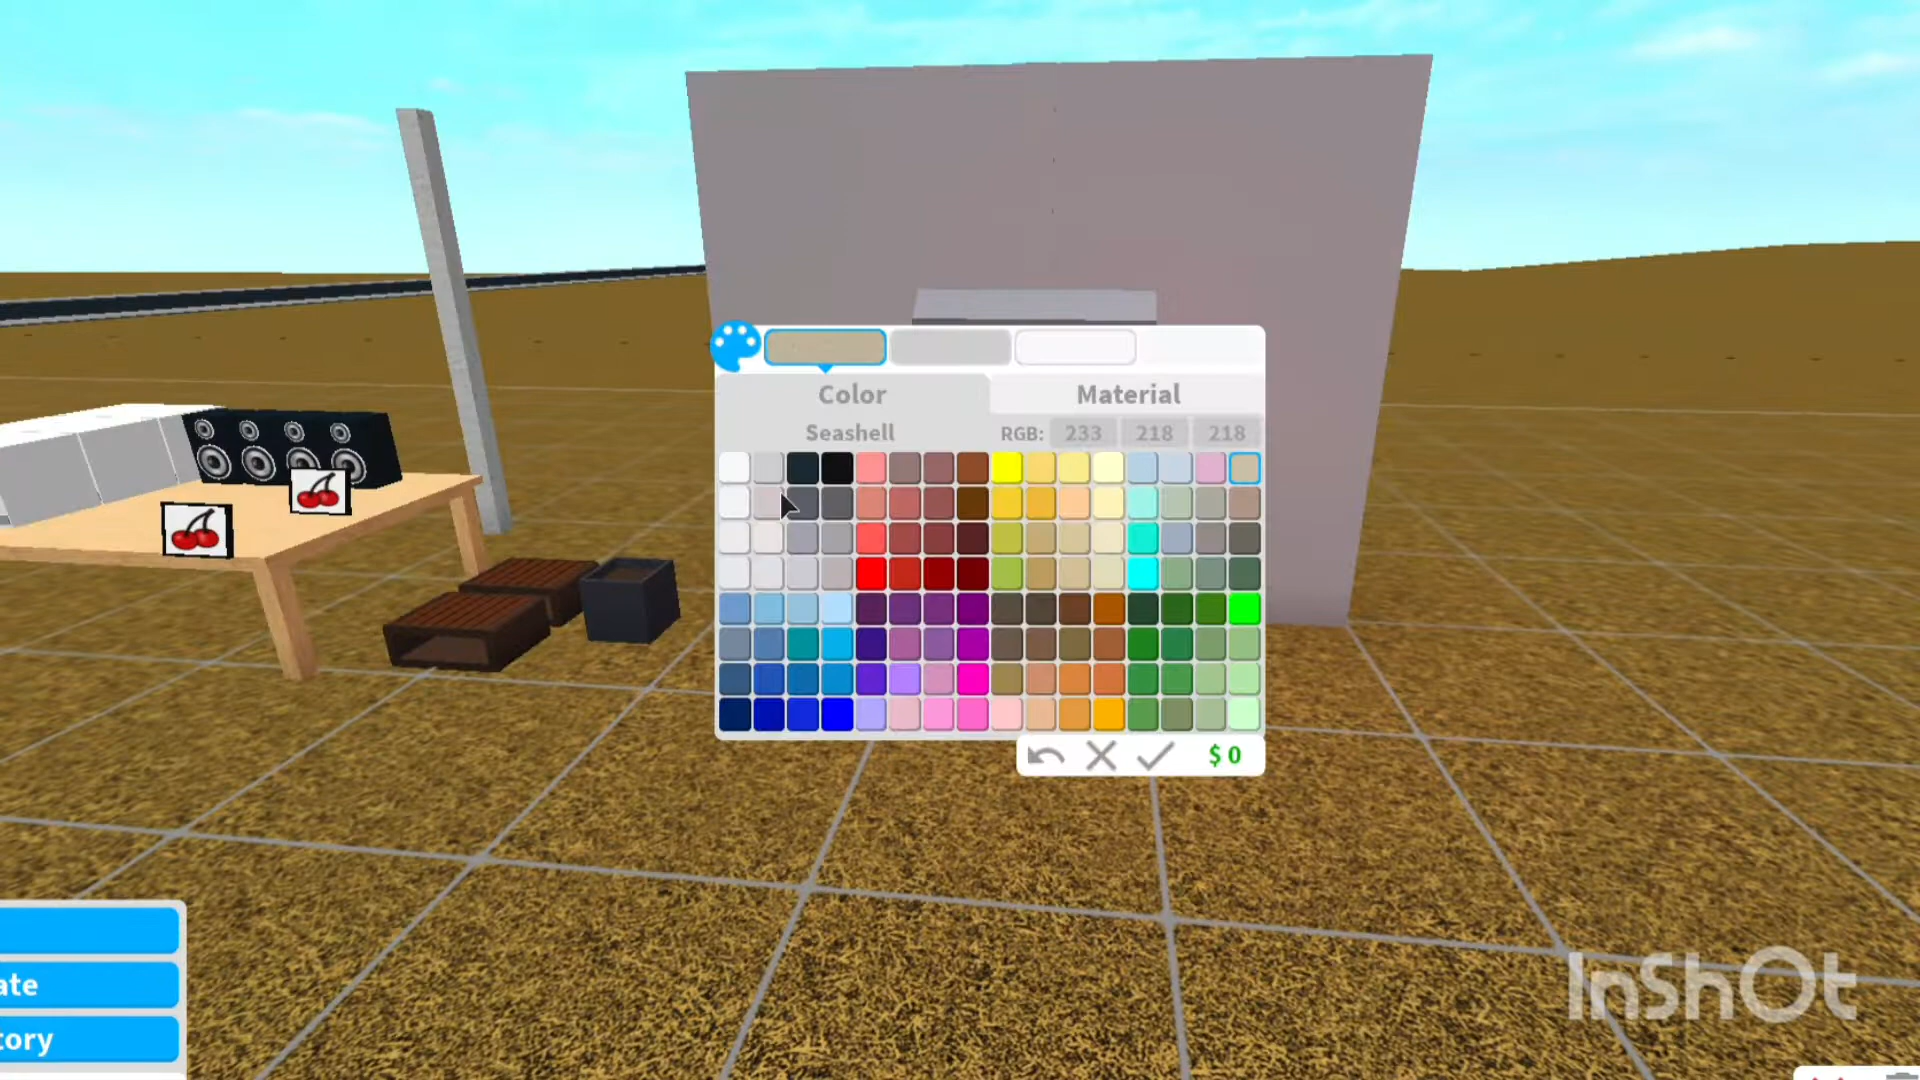 Color
Material
Seashell
RGB: 233 218 218
$ 0
ate
tory
InShOt